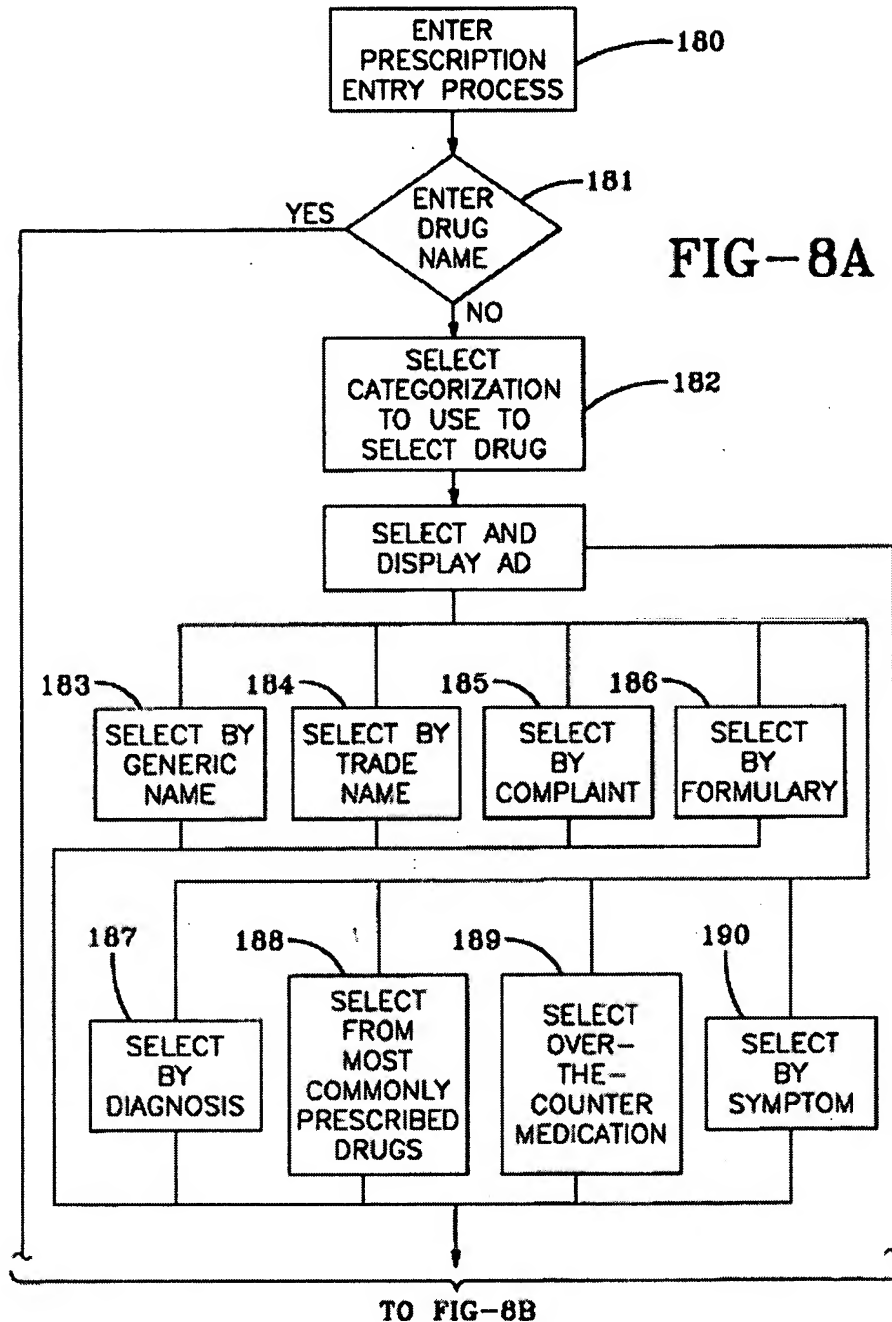 ENTER
PRESCRIPTION
ENTRY PROCESS
180
ENTER
DRUG
NAME
181
YES
NO
FIG-8A
SELECT
CATEGORIZATION
TO USE TO
SELECT DRUG
182
SELECT AND
DISPLAY AD
183
SELECT BY
GENERIC
NAME
184
SELECT BY
TRADE
NAME
185
SELECT
BY
COMPLAINT
186
SELECT
BY
FORMULARY
187
SELECT
BY
DIAGNOSIS
188
SELECT
FROM
MOST
COMMONLY
PRESCRIBED
DRUGS
189
SELECT
OVER-
THE-
COUNTER
MEDICATION
190
SELECT
BY
SYMPTOM
TO FIG-8B